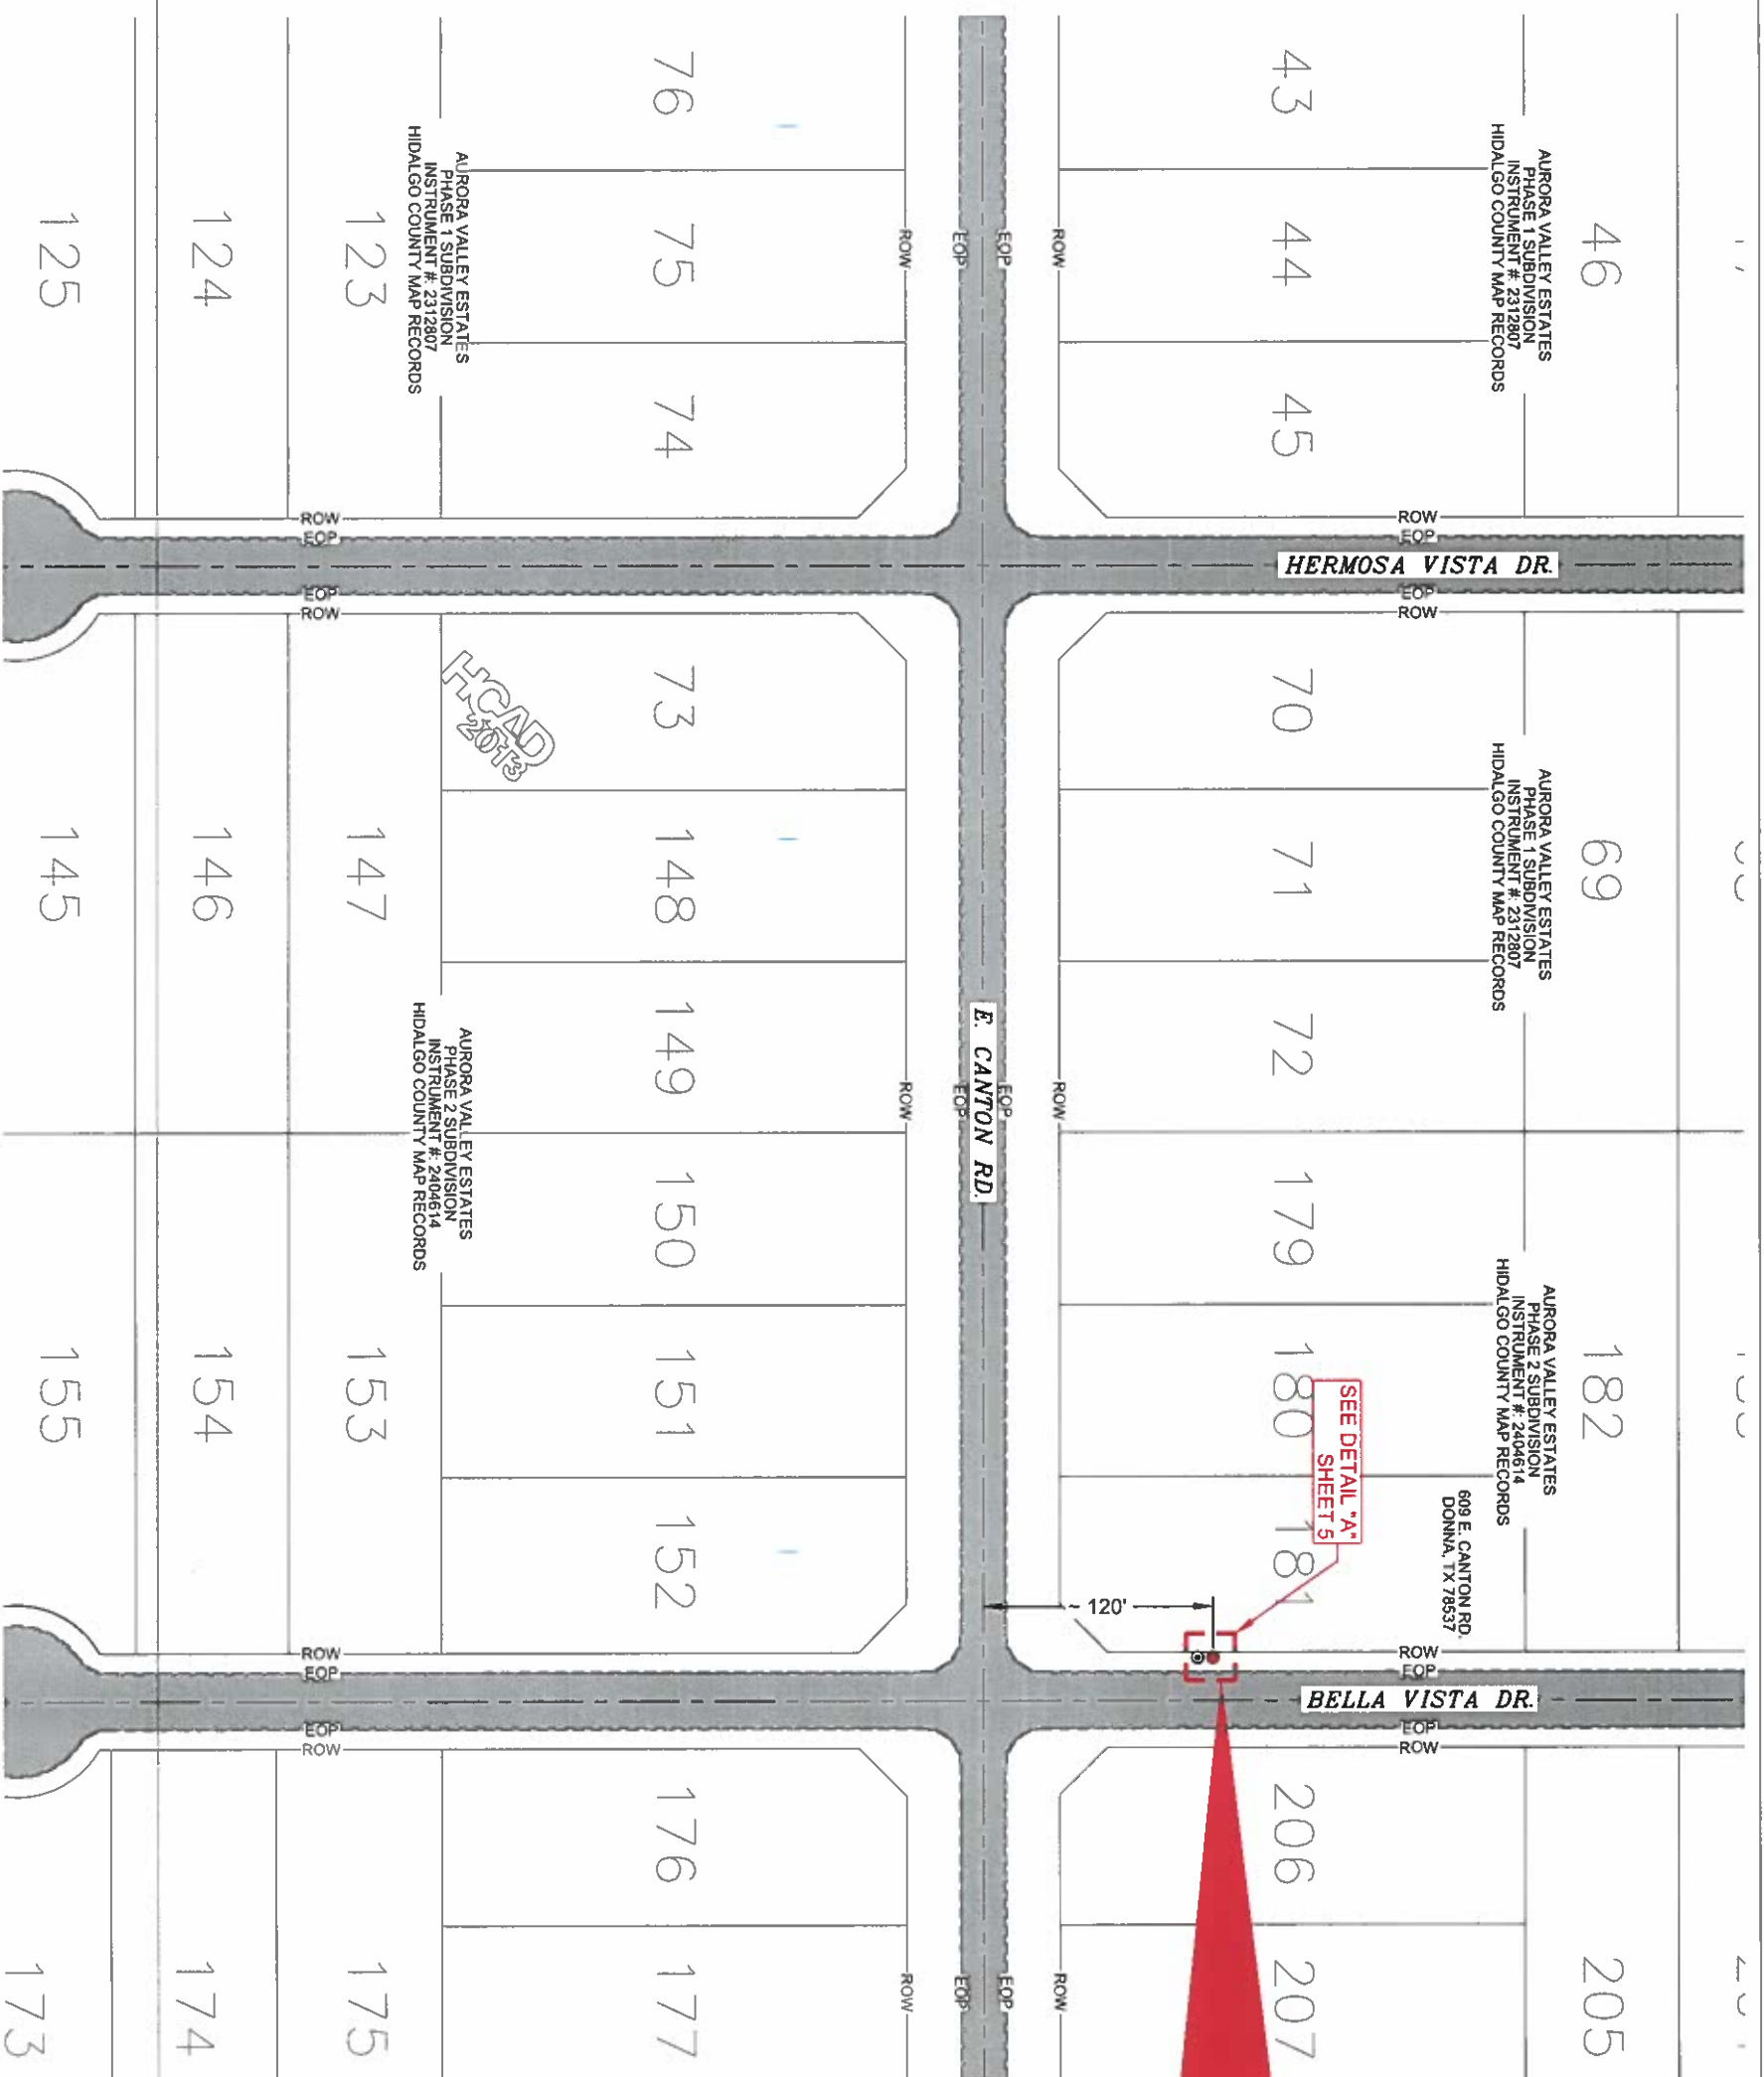 43
44
45
46
76
75
74
123
124
125
AURORA VALLEY ESTATES
PHASE 1 SUBDIVISION
INSTRUMENT #: 2312807
HIDALGO COUNTY MAP RECORDS
AURORA VALLEY ESTATES
PHASE 1 SUBDIVISION
INSTRUMENT #: 2312807
HIDALGO COUNTY MAP RECORDS
ROW
EOP
EOP
ROW
ROW
EOP
ROW
EOP
HERMOSA VISTA DR.
EOP
ROW
EOP
ROW
HCAD
2013
73
70
AURORA VALLEY ESTATES
PHASE 1 SUBDIVISION
INSTRUMENT #: 2312807
HIDALGO COUNTY MAP RECORDS
69
71
72
145
146
147
148
149
AURORA VALLEY ESTATES
PHASE 2 SUBDIVISION
INSTRUMENT #: 2404614
HIDALGO COUNTY MAP RECORDS
E. CANTON RD.
ROW
EOP
EOP
ROW
150
179
AURORA VALLEY ESTATES
PHASE 2 SUBDIVISION
INSTRUMENT #: 2404614
HIDALGO COUNTY MAP RECORDS
182
155
154
153
151
180
SEE DETAIL "A"
SHEET 5
152
181
609 E. CANTON RD.
DONNA, TX 78537
~ 120'
ROW
EOP
ROW
EOP
BELLA VISTA DR.
EOP
ROW
EOP
ROW
176
206
173
174
175
177
ROW
EOP
EOP
ROW
207
205